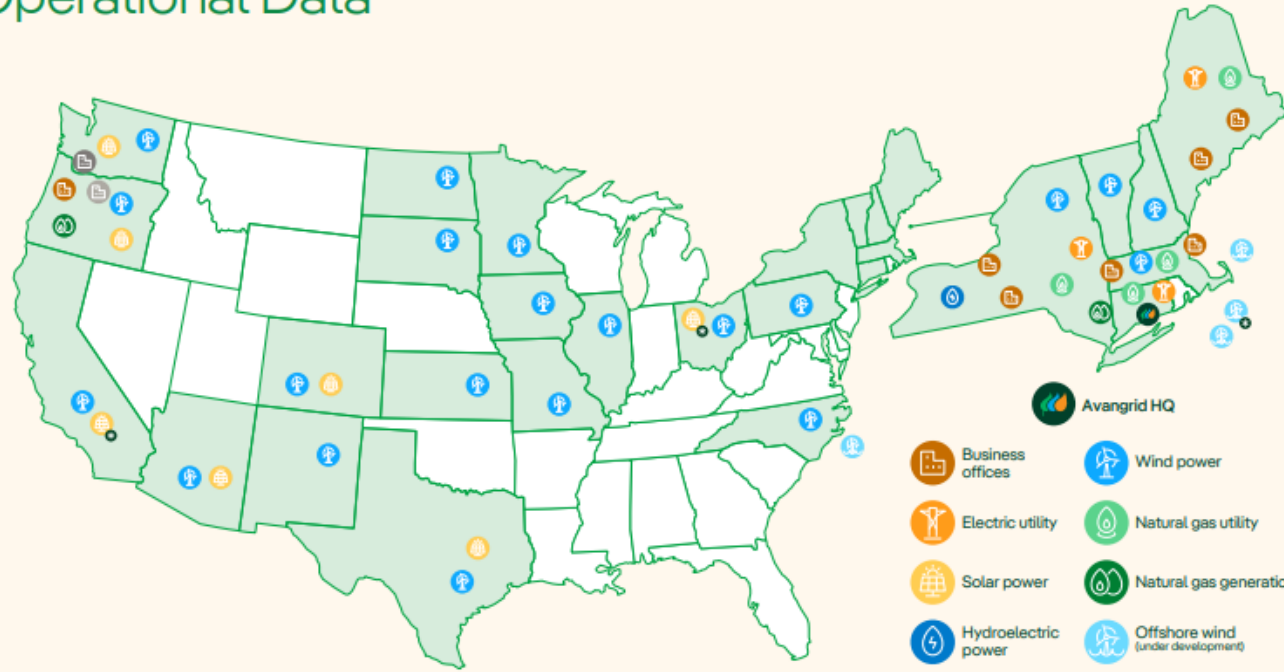 Operational Data
Avangrid HQ
Business
offices
Wind power
Electric utility
Natural gas utility
Solar power
Natural gas generatio
Hydroelectric
power
Offshore wind
(under development)